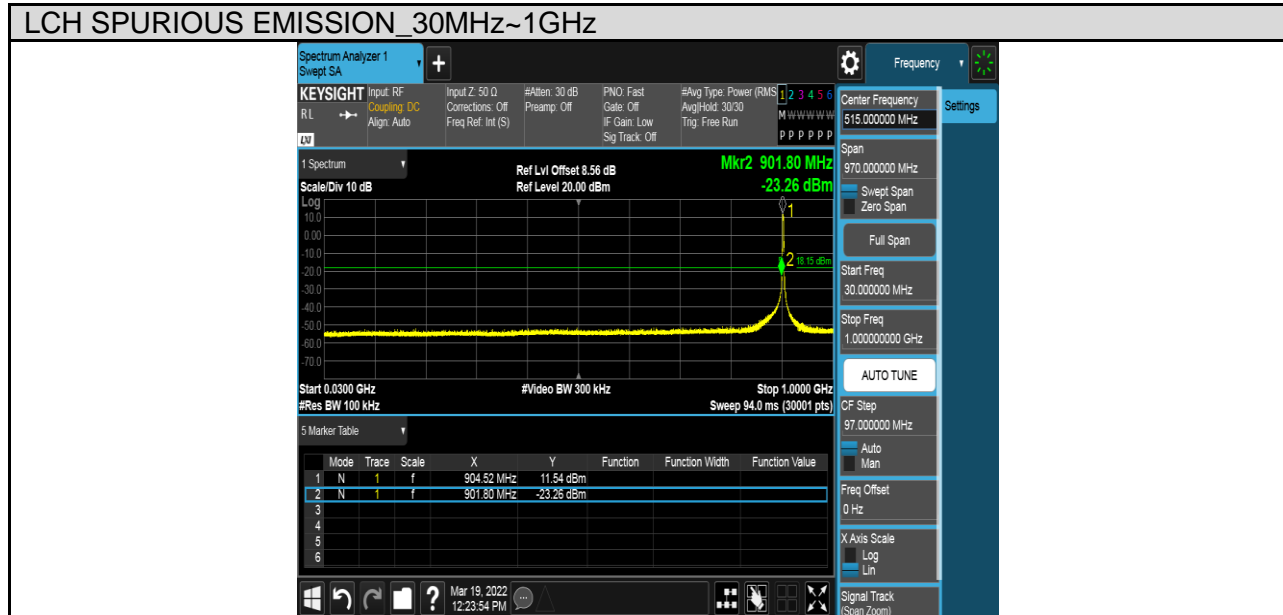 LCH SPURIOUS EMISSION_30MHz~1GHz
Spectrum Analyzer 1
Swept SA
+
Frequency
KEYSIGHT
RL
LXI
Input: RF
Coupling: DC
Align: Auto
Input Z: 50 Ω
Corrections: Off
Freq Ref: Int (S)
#Atten: 30 dB
Preamp: Off
PNO: Fast
Gate: Off
IF Gain: Low
Sig Track: Off
#Avg Type: Power (RMS
Avg|Hold: 30/30
Trig: Free Run
1 2 3 4 5 6
M W W W W W
P P P P P P
Center Frequency
515.000000 MHz
Settings
1 Spectrum
Scale/Div 10 dB
Ref Lvl Offset 8.56 dB
Ref Level 20.00 dBm
Mkr2 901.80 MHz
-23.26 dBm
Span
970.000000 MHz
Swept Span
Zero Span
Full Span
Log
10.0
0.00
-10.0
-20.0
-30.0
-40.0
-50.0
-60.0
-70.0
1
2
18.15 dBm
Start Freq
30.000000 MHz
Stop Freq
1.000000000 GHz
AUTO TUNE
Start 0.0300 GHz
#Video BW 300 kHz
Stop 1.0000 GHz
#Res BW 100 kHz
Sweep 94.0 ms (30001 pts)
CF Step
97.000000 MHz
Auto
Man
5 Marker Table
Mode Trace Scale X Y Function Function Width Function Value
1 N 1 f 904.52 MHz 11.54 dBm
2 N 1 f 901.80 MHz -23.26 dBm
3
4
5
6
Freq Offset
0 Hz
X Axis Scale
Log
Lin
Signal Track
(Span Zoom)
?
Mar 19, 2022
12:23:54 PM